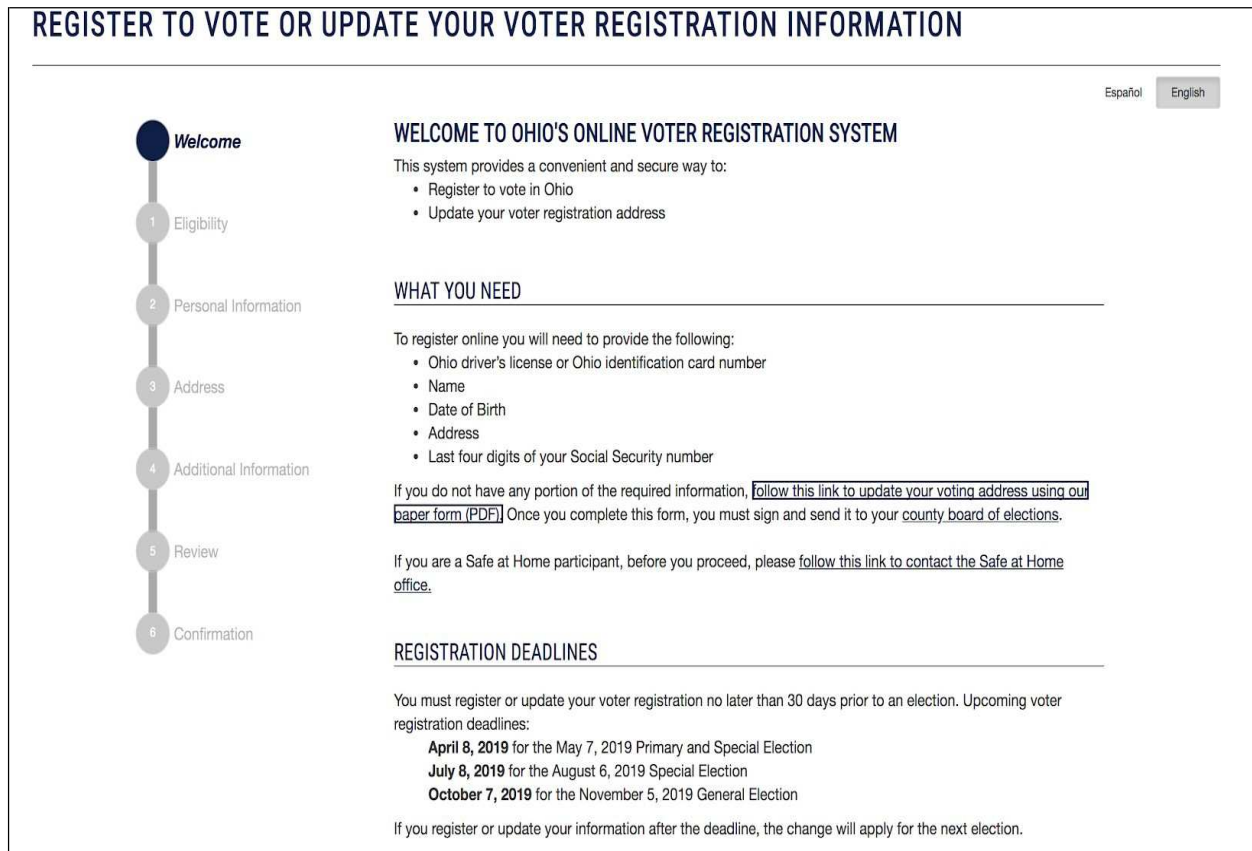 REGISTER TO VOTE OR UPDATE YOUR VOTER REGISTRATION INFORMATION
Español English
Welcome
1 Eligibility
2 Personal Information
3 Address
4 Additional Information
5 Review
6 Confirmation
WELCOME TO OHIO'S ONLINE VOTER REGISTRATION SYSTEM
This system provides a convenient and secure way to:
• Register to vote in Ohio
• Update your voter registration address
WHAT YOU NEED
To register online you will need to provide the following:
• Ohio driver's license or Ohio identification card number
• Name
• Date of Birth
• Address
• Last four digits of your Social Security number
If you do not have any portion of the required information, follow this link to update your voting address using our
paper form (PDF). Once you complete this form, you must sign and send it to your county board of elections.
If you are a Safe at Home participant, before you proceed, please follow this link to contact the Safe at Home
office.
REGISTRATION DEADLINES
You must register or update your voter registration no later than 30 days prior to an election. Upcoming voter
registration deadlines:
April 8, 2019 for the May 7, 2019 Primary and Special Election
July 8, 2019 for the August 6, 2019 Special Election
October 7, 2019 for the November 5, 2019 General Election
If you register or update your information after the deadline, the change will apply for the next election.